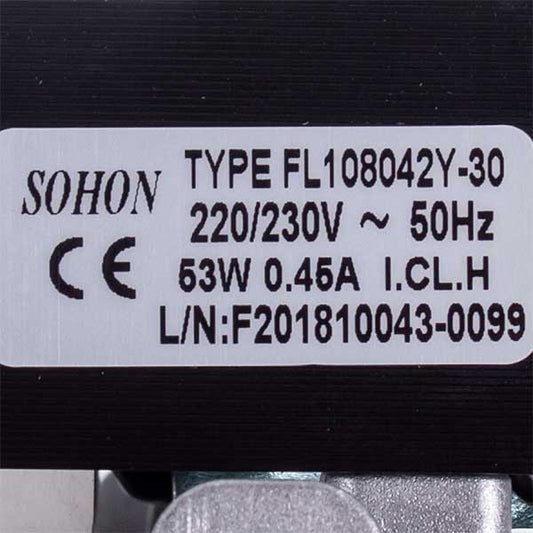 SOHON
TYPE FL108042Y-30
220/230V ~ 50Hz
CE
53W 0.45A I.CL.H
L/N:F201810043-0099